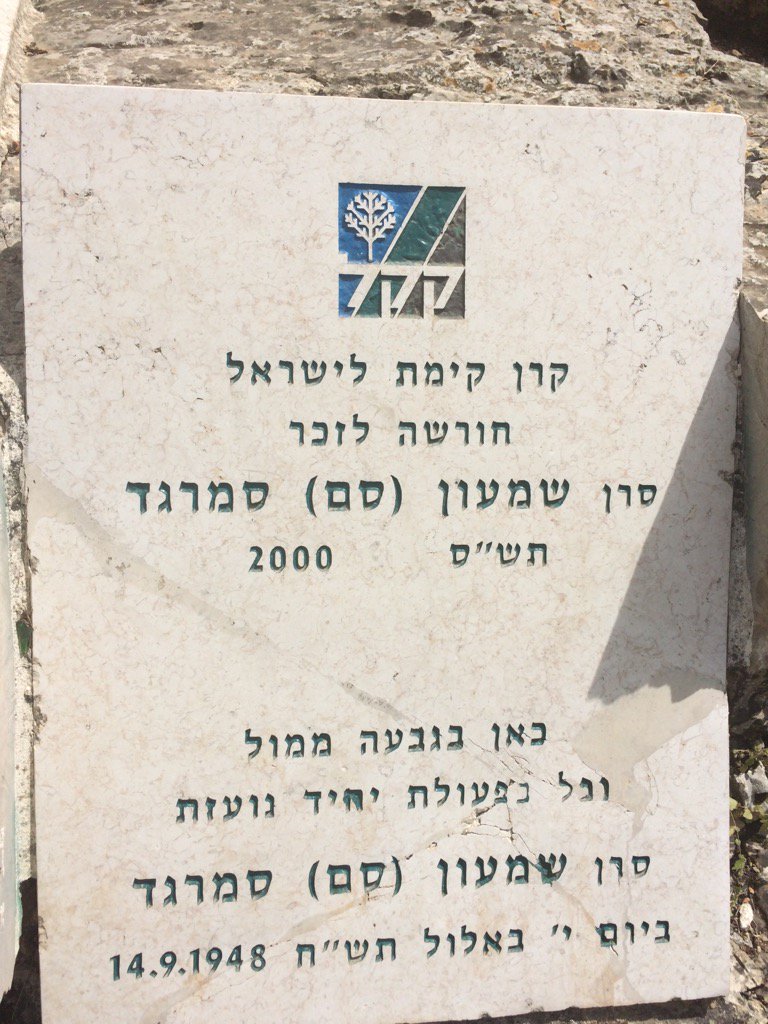 קקל
קרן קימת לישראל
חורשה לזכר
סרן שמעון (סם) סמרגד
תש״ס 2000
כאן בגבעה ממול
נפל בפעולת יחיד נועזת
סרן שמעון (סם) סמרגד
ביום י׳ באלול תש״ח 14.9.1948